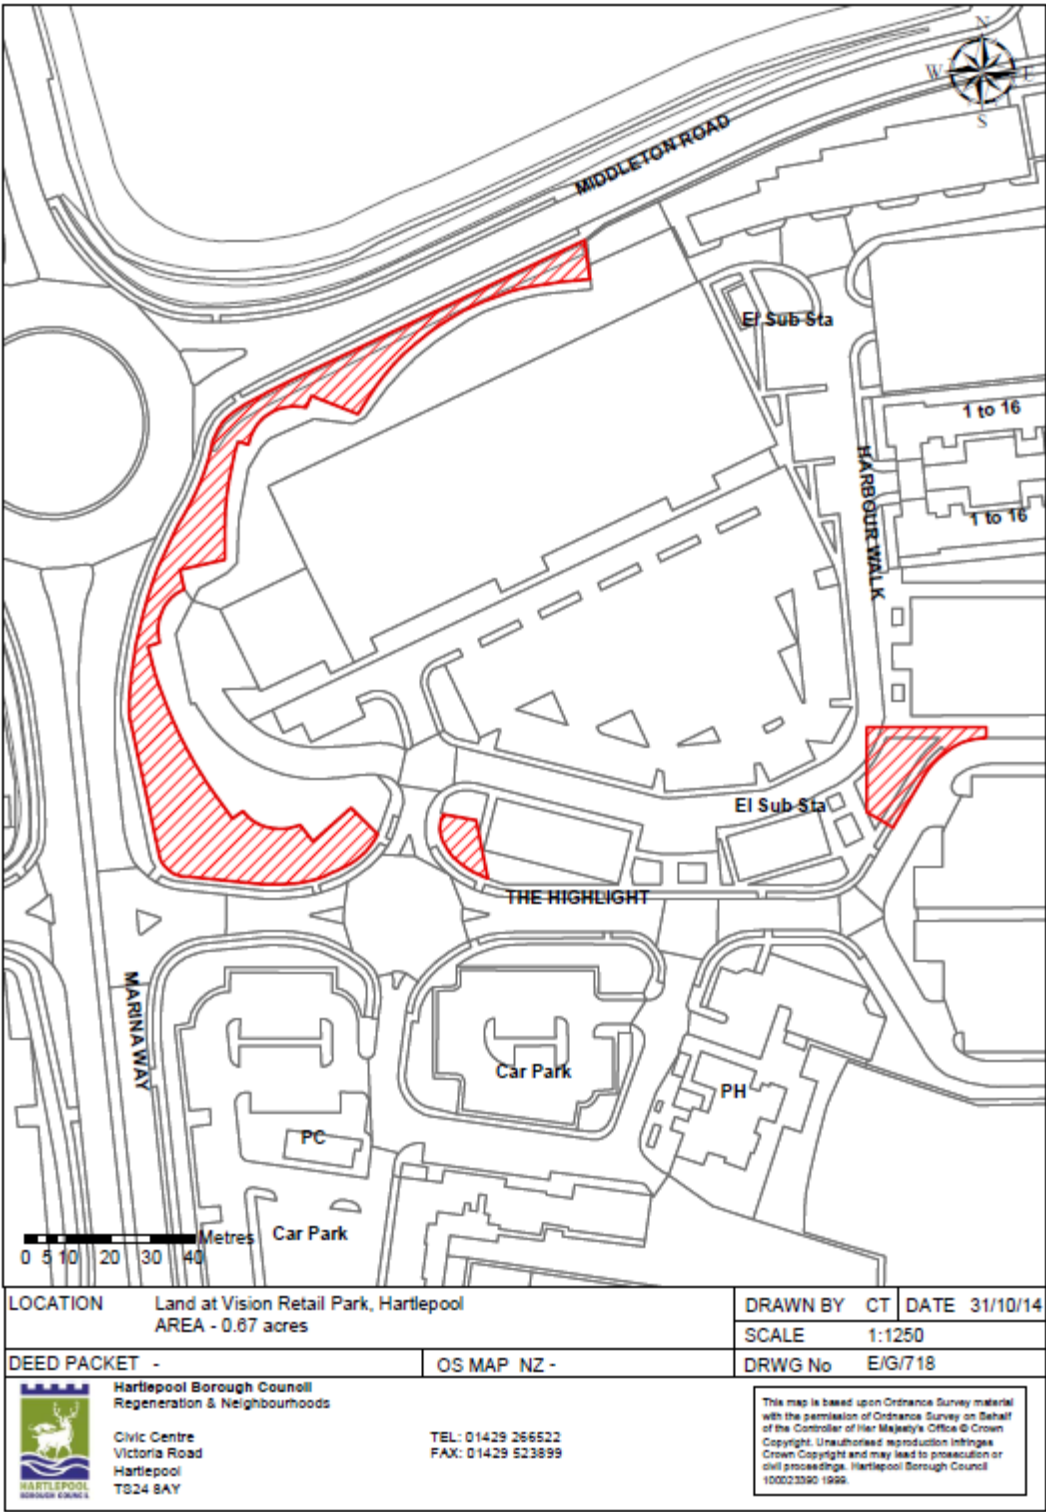 N
W E
S
MIDDLETON ROAD
El Sub Sta
1 to 16
HARBOUR WALK
1 to 16
El Sub Sta
THE HIGHLIGHT
MARINA WAY
Car Park
PH
PC
Car Park
Metres
0 5 10 20 30 40
LOCATION Land at Vision Retail Park, Hartlepool
AREA - 0.67 acres
DRAWN BY CT DATE 31/10/14
SCALE 1:1250
DEED PACKET - OS MAP NZ - DRWG No E/G/718
Hartlepool Borough Council
Regeneration & Neighbourhoods
Civic Centre
Victoria Road
Hartlepool
TS24 8AY
TEL: 01429 266522
FAX: 01429 523899
HARTLEPOOL
BOROUGH COUNCIL
This map is based upon Ordnance Survey material
with the permission of Ordnance Survey on Behalf
of the Controller of Her Majesty's Office © Crown
Copyright. Unauthorised reproduction infringes
Crown Copyright and may lead to prosecution or
civil proceedings. Hartlepool Borough Council
100023390 1999.